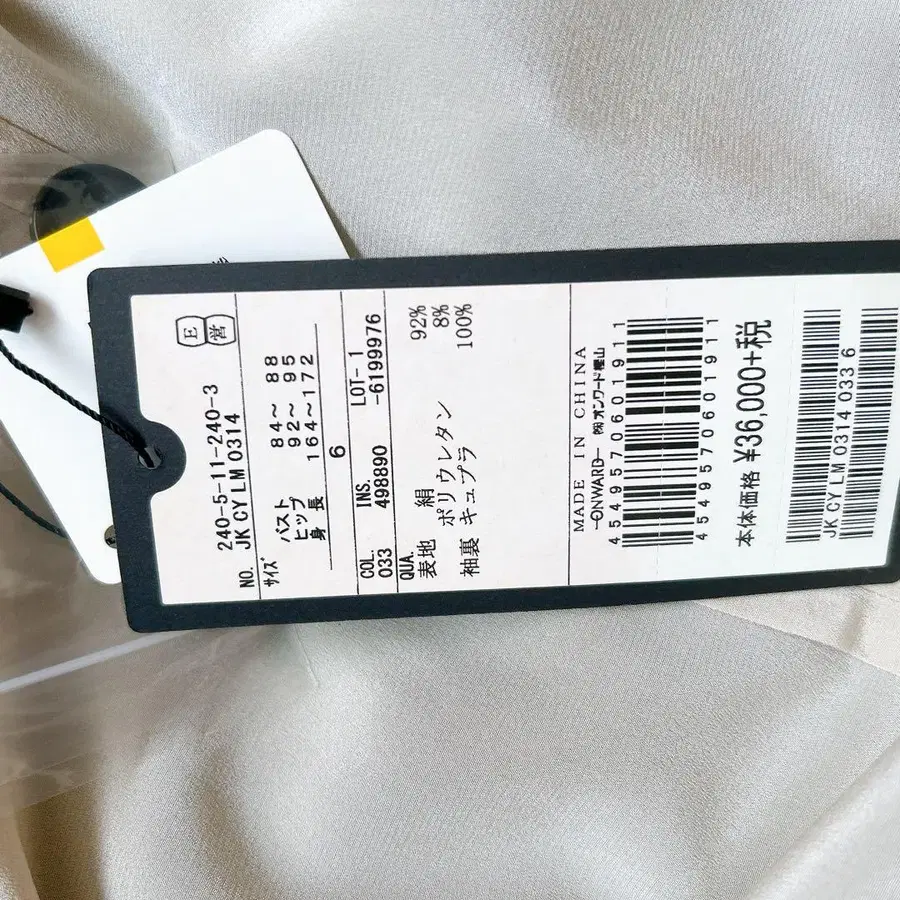 E 営
240-5-11-240-3
NO. JK CY LM 0314
サイズ
バスト 84~ 88
ヒップ 92~ 95
身 長 164~172
6
COL. INS. LOT-1
033 498890 -6199976
QUA.
表地 絹 92%
ポリウレタン 8%
袖裏 キュプラ 100%
MADE IN CHINA
ONWARD ㈱オンワード樫山
4549570601911
4549570601911
本体価格 ¥36,000+税
JK CY LM 0314 033 6